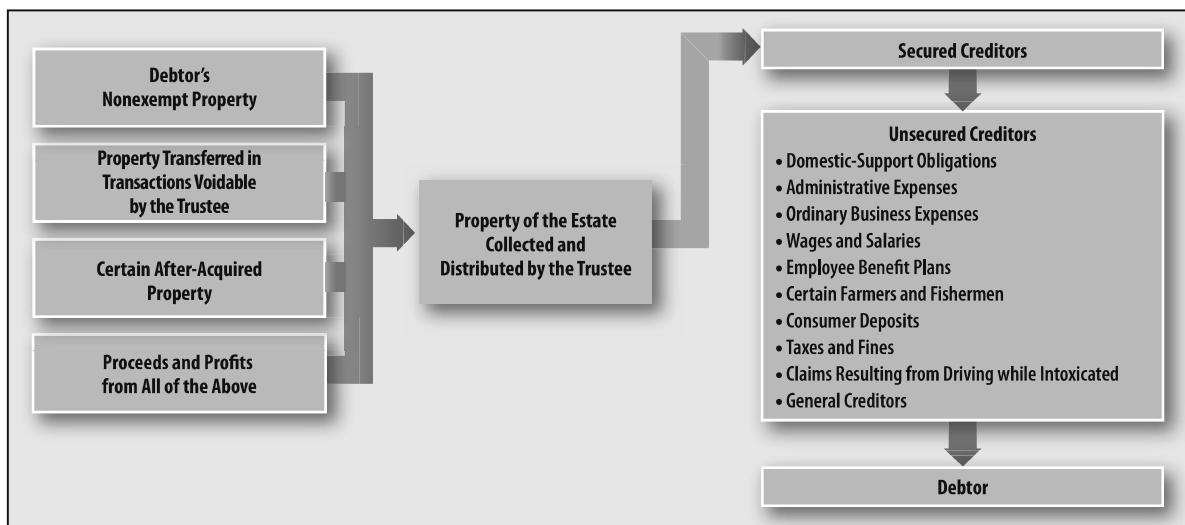 Debtor's
Nonexempt Property
Property Transferred in
Transactions Voidable
by the Trustee
Certain After-Acquired
Property
Proceeds and Profits
from All of the Above
Property of the Estate
Collected and
Distributed by the Trustee
Secured Creditors
Unsecured Creditors
• Domestic-Support Obligations
• Administrative Expenses
• Ordinary Business Expenses
• Wages and Salaries
• Employee Benefit Plans
• Certain Farmers and Fishermen
• Consumer Deposits
• Taxes and Fines
• Claims Resulting from Driving while Intoxicated
• General Creditors
Debtor